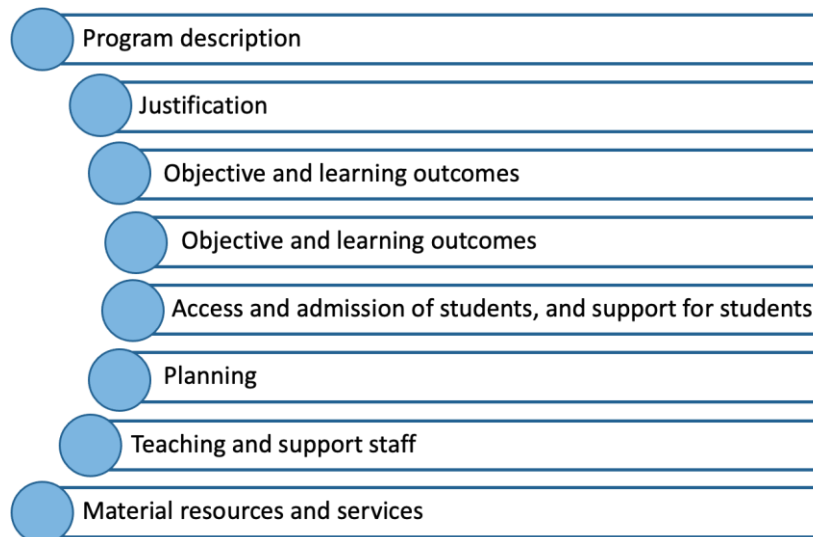 Program description
Justification
Objective and learning outcomes
Objective and learning outcomes
Access and admission of students, and support for students
Planning
Teaching and support staff
Material resources and services